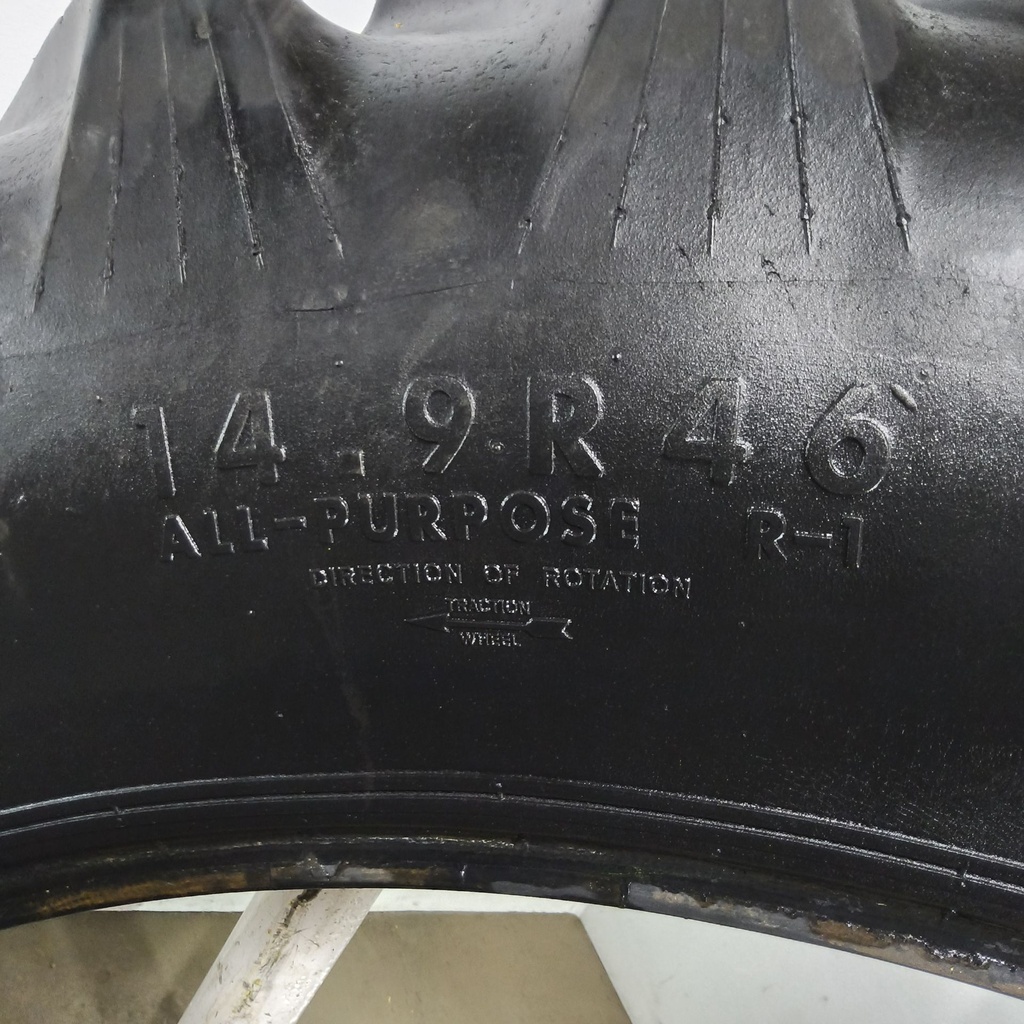 14.9R46
ALL-PURPOSE R-1
DIRECTION OF ROTATION
TRACTION
WHEEL